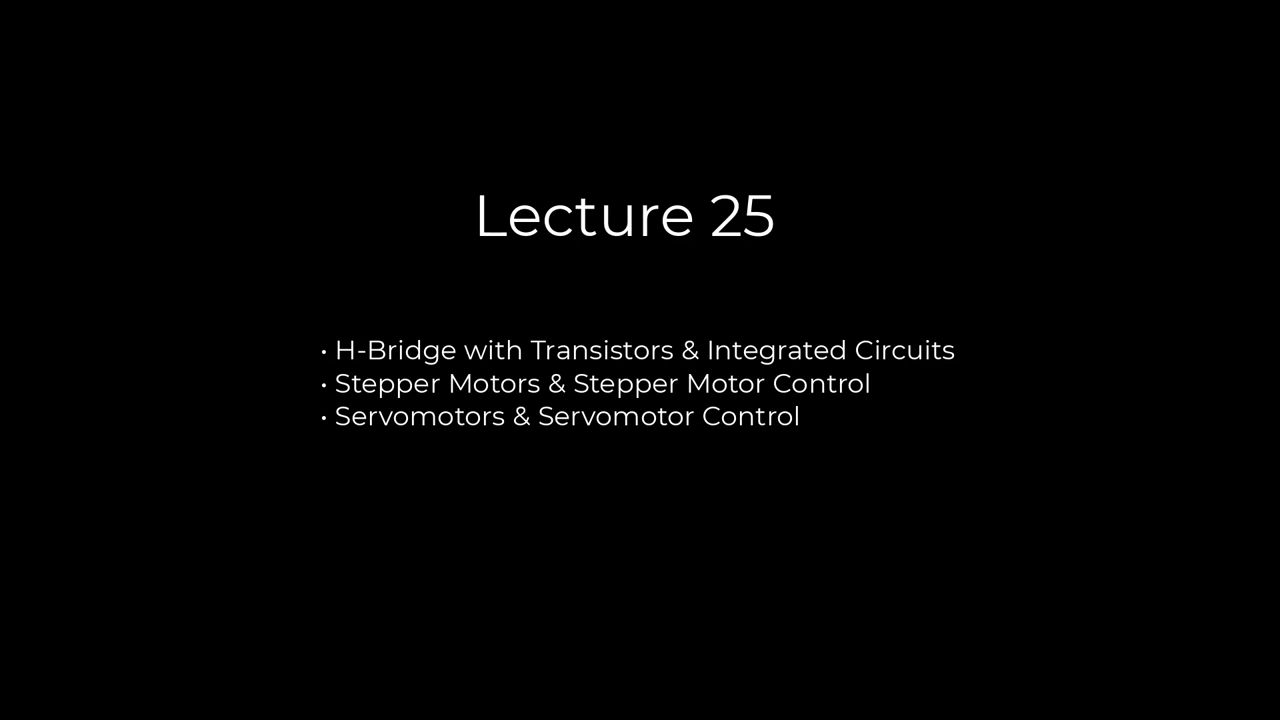 Lecture 25
• H-Bridge with Transistors & Integrated Circuits
• Stepper Motors & Stepper Motor Control
• Servomotors & Servomotor Control